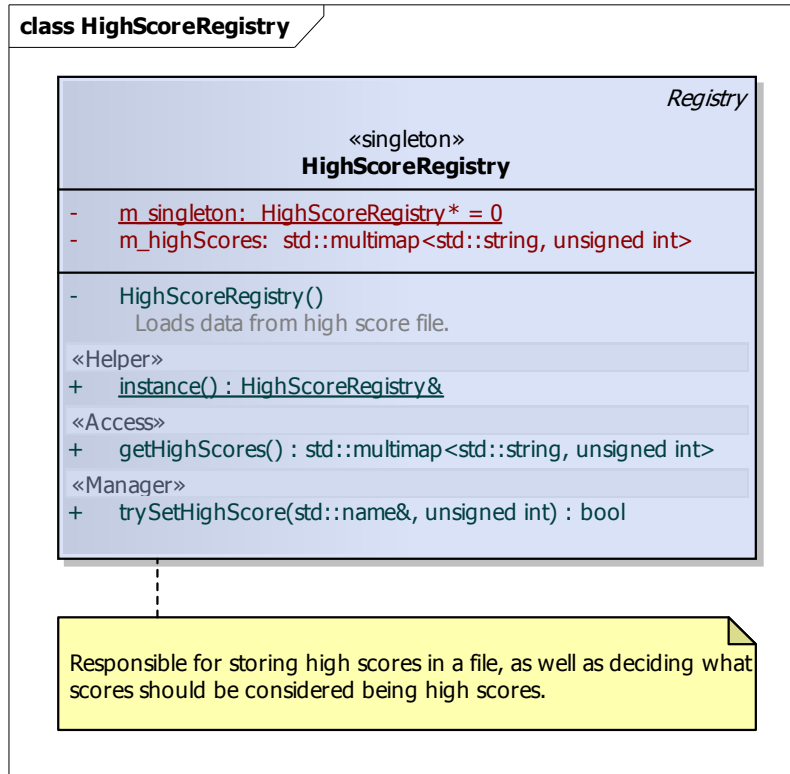 class HighScoreRegistry
Registry
«singleton»
HighScoreRegistry
- m_singleton: HighScoreRegistry* = 0
- m_highScores: std::multimap<std::string, unsigned int>
- HighScoreRegistry()
Loads data from high score file.
«Helper»
+ instance() : HighScoreRegistry&
«Access»
+ getHighScores() : std::multimap<std::string, unsigned int>
«Manager»
+ trySetHighScore(std::name&, unsigned int) : bool
Responsible for storing high scores in a file, as well as deciding what
scores should be considered being high scores.